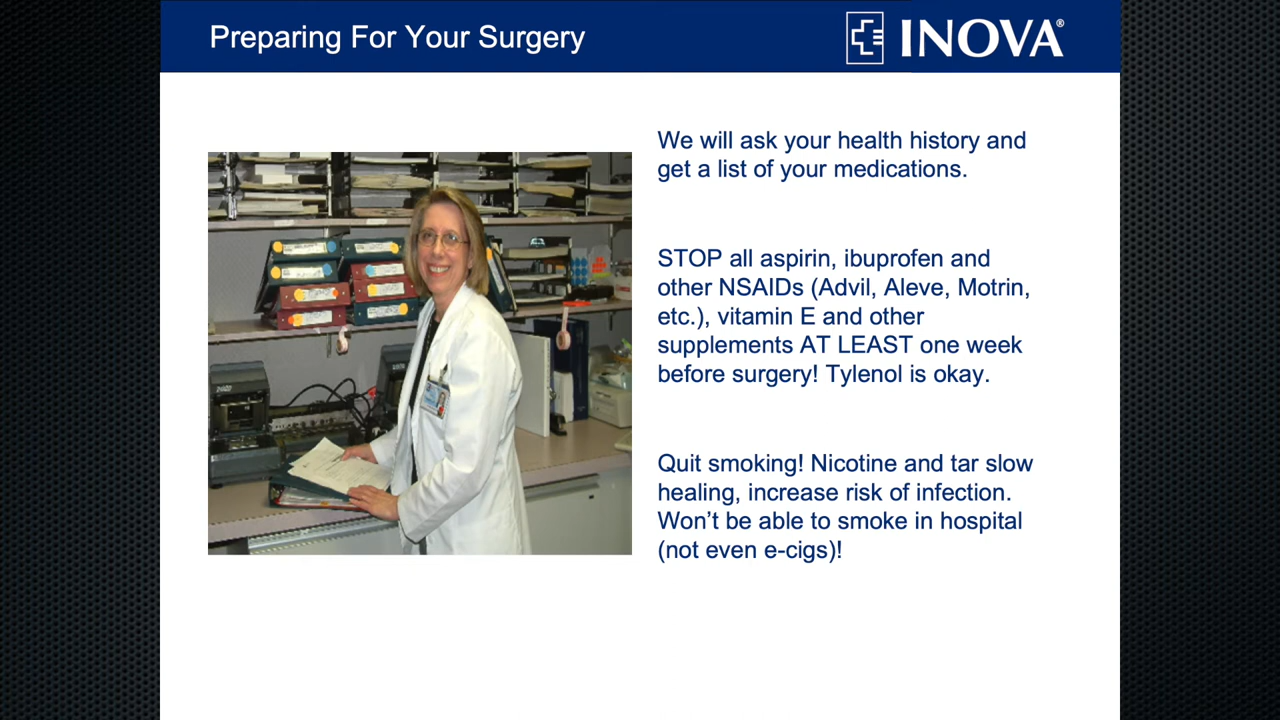 Preparing For Your Surgery
INOVA®
We will ask your health history and
get a list of your medications.
STOP all aspirin, ibuprofen and
other NSAIDs (Advil, Aleve, Motrin,
etc.), vitamin E and other
supplements AT LEAST one week
before surgery! Tylenol is okay.
Quit smoking! Nicotine and tar slow
healing, increase risk of infection.
Won’t be able to smoke in hospital
(not even e-cigs)!